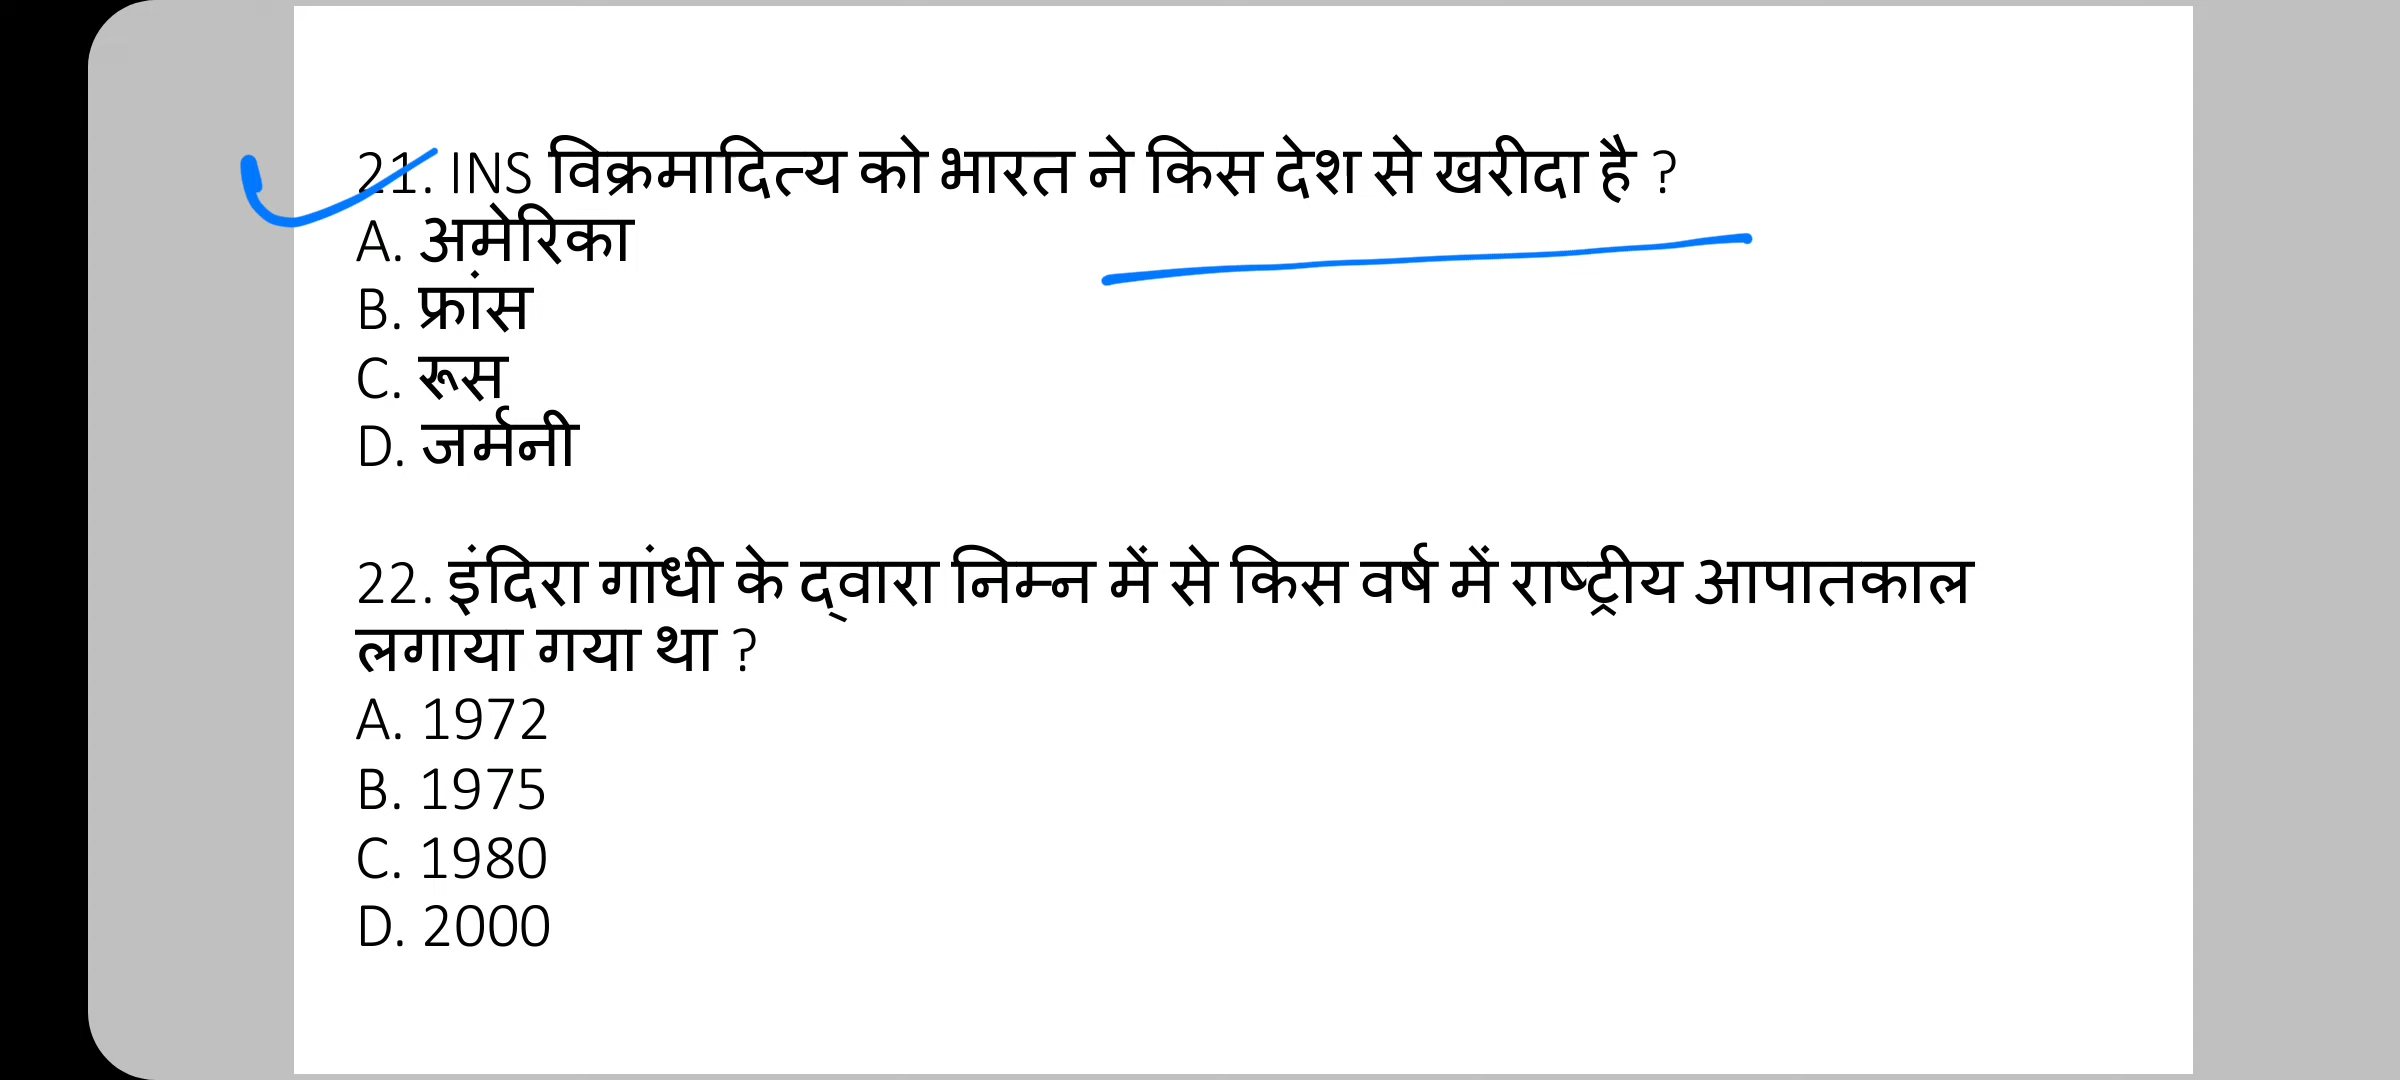 21. INS विक्रमादित्य को भारत ने किस देश से खरीदा है ?
A. अमेरिका
B. फ्रांस
C. रूस
D. जर्मनी
22. इंदिरा गांधी के द्वारा निम्न में से किस वर्ष में राष्ट्रीय आपातकाल
लगाया गया था ?
A. 1972
B. 1975
C. 1980
D. 2000